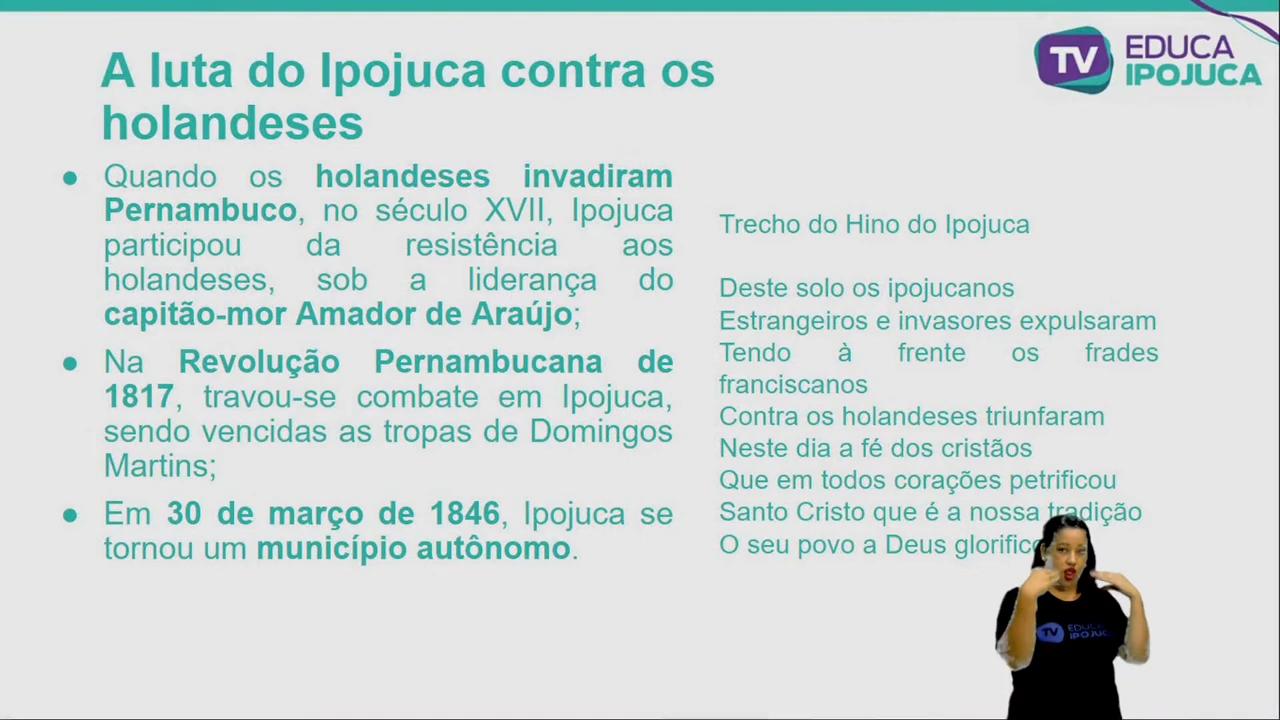 A luta do Ipojuca contra os
holandeses
TV EDUCA
IPOJUCA
● Quando os holandeses invadiram
Pernambuco, no século XVII, Ipojuca
participou da resistência aos
holandeses, sob a liderança do
capitão-mor Amador de Araújo;
● Na Revolução Pernambucana de
1817, travou-se combate em Ipojuca,
sendo vencidas as tropas de Domingos
Martins;
● Em 30 de março de 1846, Ipojuca se
tornou um município autônomo.
Trecho do Hino do Ipojuca
Deste solo os ipojucanos
Estrangeiros e invasores expulsaram
Tendo à frente os frades
franciscanos
Contra os holandeses triunfaram
Neste dia a fé dos cristãos
Que em todos corações petrificou
Santo Cristo que é a nossa tradição
O seu povo a Deus
TV EDUCA
IPOJUCA